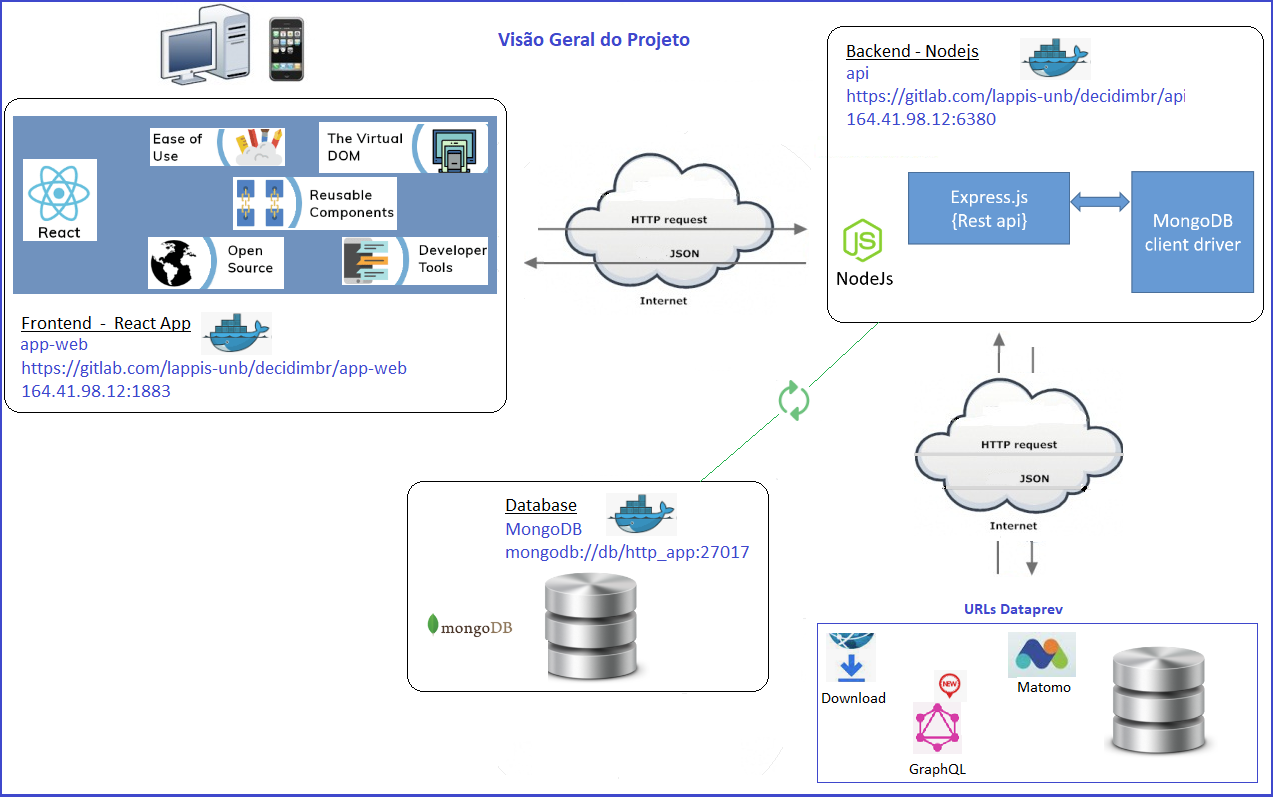 Visão Geral do Projeto
Ease of
Use
The Virtual
DOM
React
Reusable
Components
Open
Source
Developer
Tools
Frontend - React App
app-web
https://gitlab.com/lappis-unb/decidimbr/app-web
164.41.98.12:1883
HTTP request
JSON
Internet
Backend - Nodejs
api
https://gitlab.com/lappis-unb/decidimbr/api
164.41.98.12:6380
JS
NodeJs
Express.js
{Rest api}
MongoDB
client driver
HTTP request
JSON
Internet
Database
MongoDB
mongodb://db/http_app:27017
mongoDB
URLs Dataprev
Download
NEW
GraphQL
Matomo